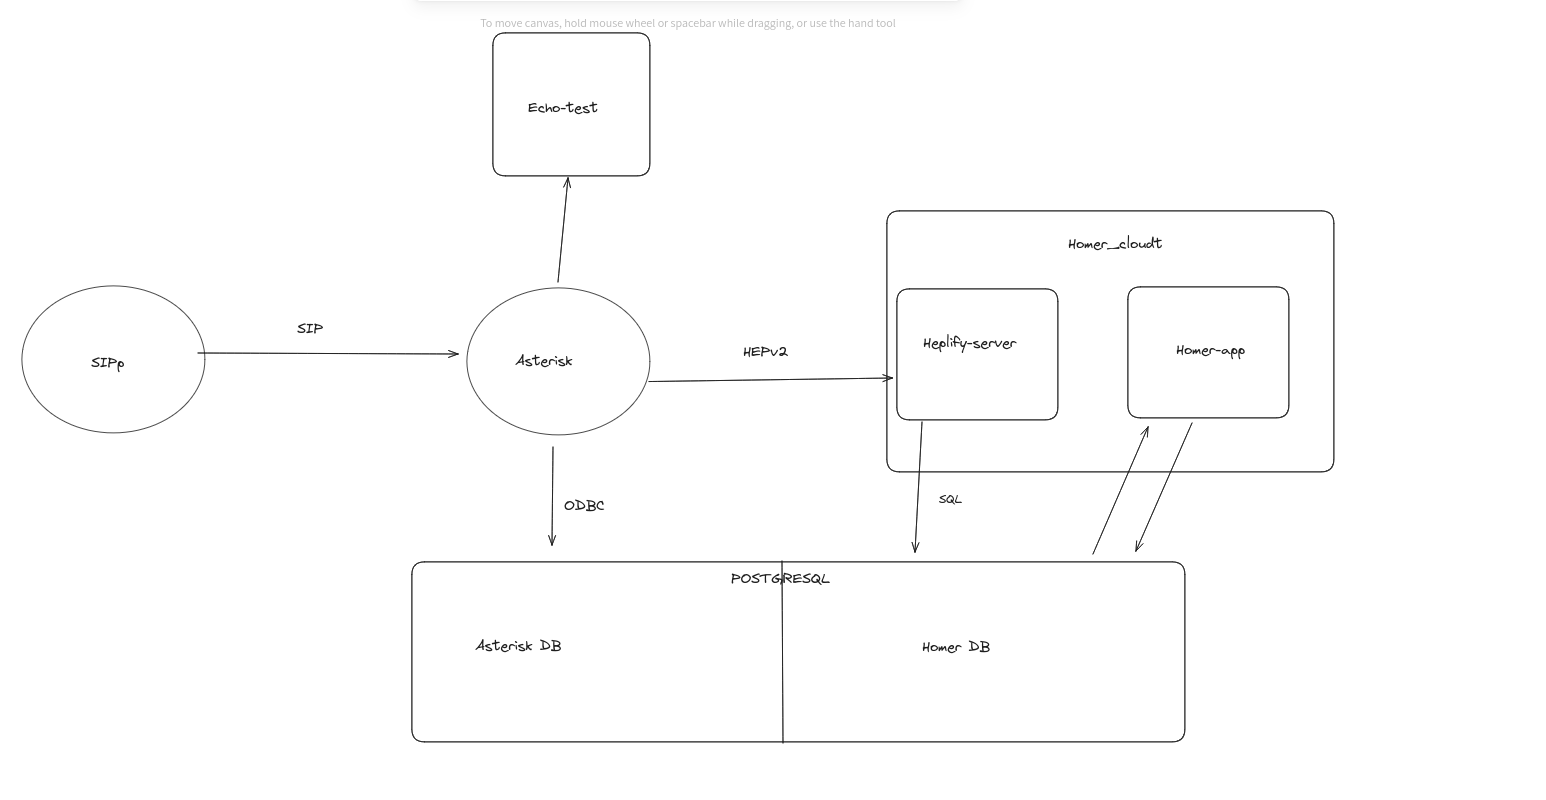 To move canvas, hold mouse wheel or spacebar while dragging, or use the hand tool
Echo-test
Homer_cloudt
SIP
Heplify-server
HEPv2
Homer-app
SIPp
Asterisk
SQL
ODBC
POSTGRESQL
Asterisk DB
Homer DB